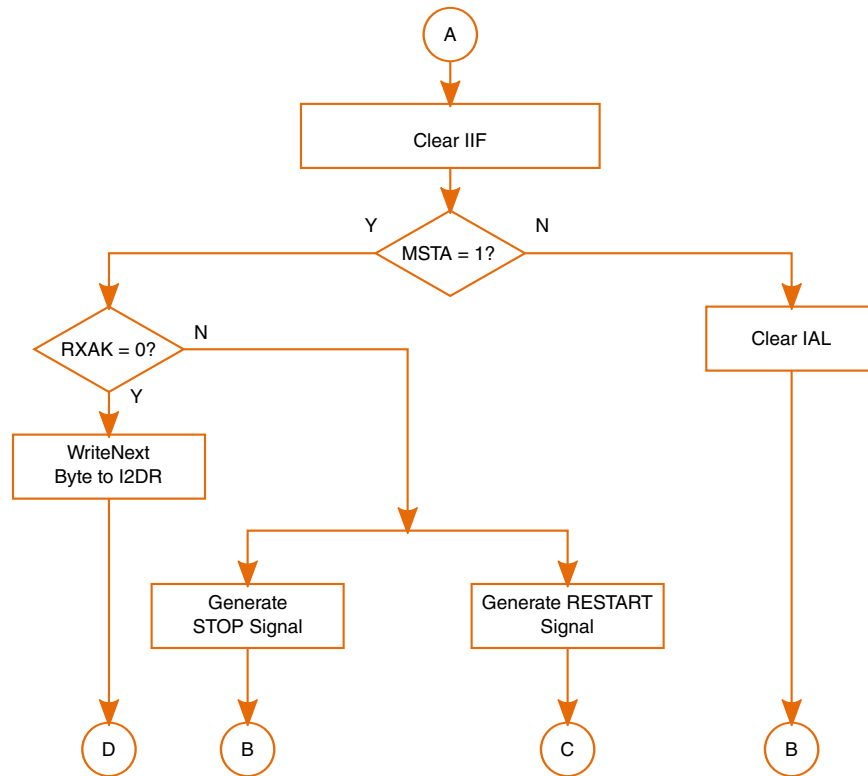 A
Clear IIF
Y
MSTA = 1?
N
RXAK = 0?
N
Y
Clear IAL
WriteNext
Byte to I2DR
Generate
STOP Signal
Generate RESTART
Signal
D
B
C
B